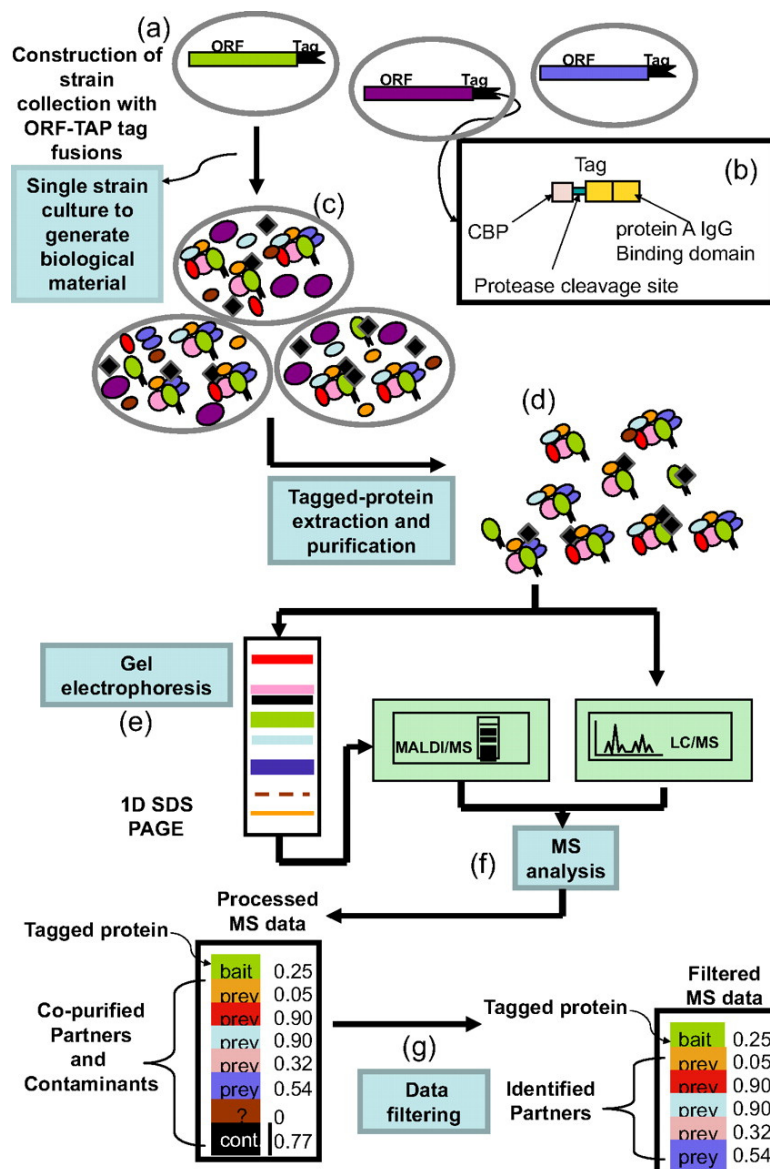 (a)
ORF Tag
ORF Tag
ORF Tag
Construction of
strain
collection with
ORF-TAP tag
fusions
Single strain
culture to
generate
biological
material
(b)
Tag
CBP
protein A IgG
Binding domain
Protease cleavage site
(c)
(d)
Tagged-protein
extraction and
purification
Gel
electrophoresis
(e)
1D SDS
PAGE
MALDI/MS
LC/MS
(f)
MS
analysis
Processed
MS data
Tagged protein
bait 0.25
prey 0.05
prey 0.90
prey 0.90
prey 0.32
prey 0.54
? 0
cont. 0.77
Co-purified
Partners
and
Contaminants
(g)
Data
filtering
Filtered
MS data
Tagged protein
bait 0.25
prey 0.05
prey 0.90
prey 0.90
prey 0.32
prey 0.54
Identified
Partners